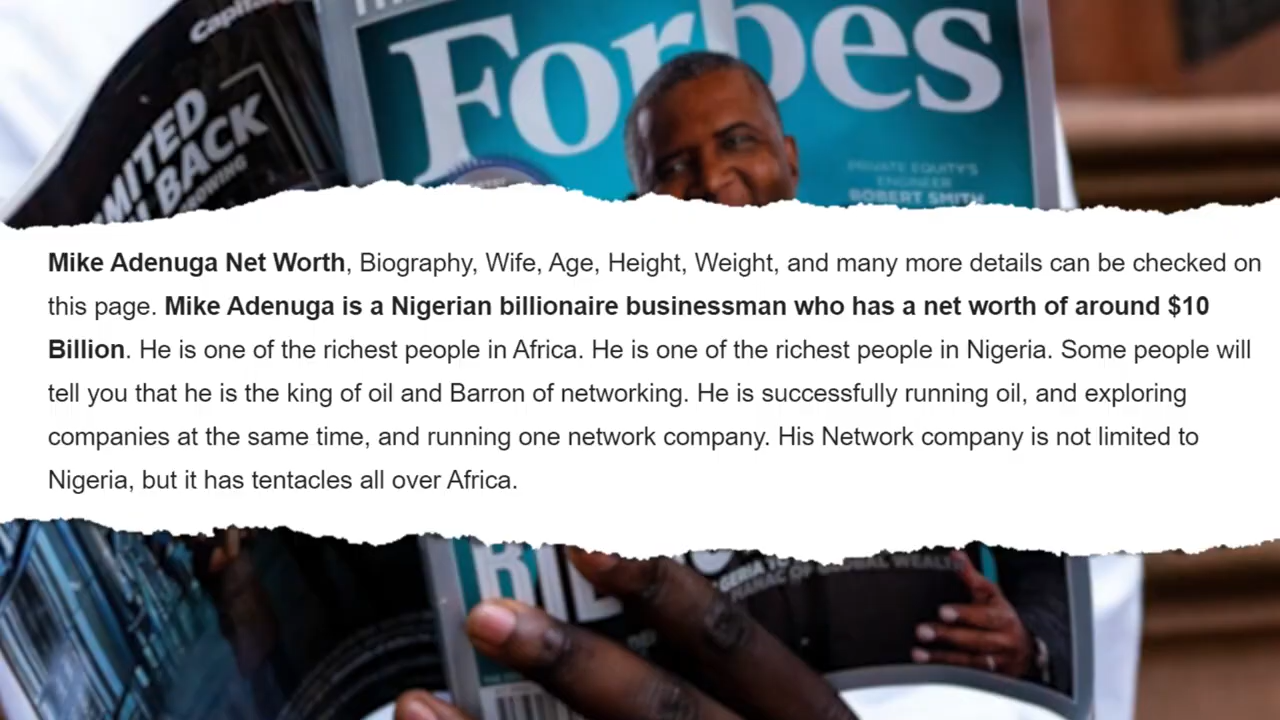 Forbes
MITED
BACK
ROWING
PRIVATE EQUITY'S
ENGINEER
ROBERT SMITH
Mike Adenuga Net Worth, Biography, Wife, Age, Height, Weight, and many more details can be checked on
this page. Mike Adenuga is a Nigerian billionaire businessman who has a net worth of around $10
Billion. He is one of the richest people in Africa. He is one of the richest people in Nigeria. Some people will
tell you that he is the king of oil and Barron of networking. He is successfully running oil, and exploring
companies at the same time, and running one network company. His Network company is not limited to
Nigeria, but it has tentacles all over Africa.